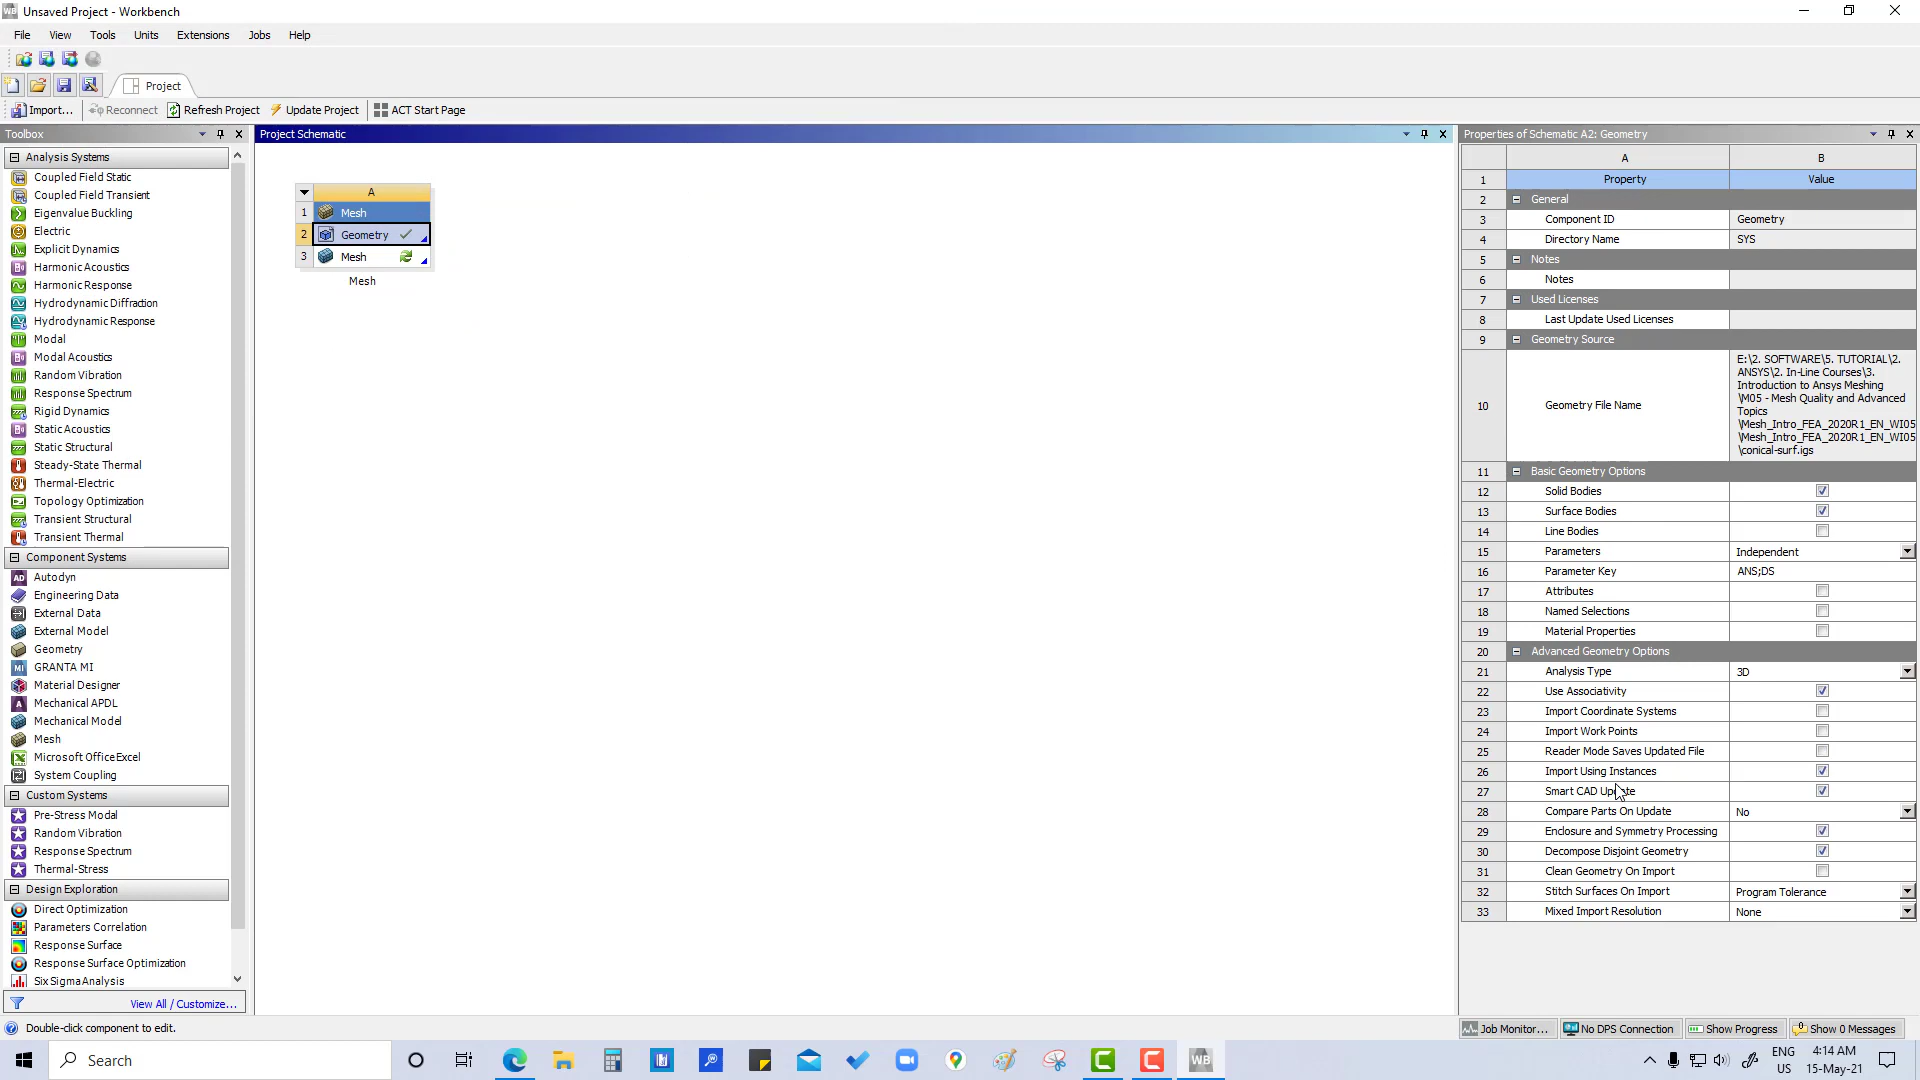 Unsaved Project - Workbench
File View Tools Units Extensions Jobs Help
Project
Import... Reconnect Refresh Project Update Project ACT Start Page
Toolbox
Analysis Systems
Coupled Field Static
Coupled Field Transient
Eigenvalue Buckling
Electric
Explicit Dynamics
Harmonic Acoustics
Harmonic Response
Hydrodynamic Diffraction
Hydrodynamic Response
Modal
Modal Acoustics
Random Vibration
Response Spectrum
Rigid Dynamics
Static Acoustics
Static Structural
Steady-State Thermal
Thermal-Electric
Topology Optimization
Transient Structural
Transient Thermal
Component Systems
Autodyn
Engineering Data
External Data
External Model
Geometry
GRANTA MI
Material Designer
Mechanical APDL
Mechanical Model
Mesh
Microsoft Office Excel
System Coupling
Custom Systems
Pre-Stress Modal
Random Vibration
Response Spectrum
Thermal-Stress
Design Exploration
Direct Optimization
Parameters Correlation
Response Surface
Response Surface Optimization
Six Sigma Analysis
View All / Customize...
Project Schematic
A
1 Mesh
2 Geometry
3 Mesh
Mesh
Properties of Schematic A2: Geometry
A B
1 Property Value
2 General
3 Component ID Geometry
4 Directory Name SYS
5 Notes
6 Notes
7 Used Licenses
8 Last Update Used Licenses
9 Geometry Source
10 Geometry File Name
E:\2. SOFTWARE\5. TUTORIAL\2.
ANSYS\2. In-Line Courses\3.
Introduction to Ansys Meshing
\M05 - Mesh Quality and Advanced
Topics
\Mesh_Intro_FEA_2020R1_EN_WI05
\Mesh_Intro_FEA_2020R1_EN_WI05
\conical-surf.igs
11 Basic Geometry Options
12 Solid Bodies
13 Surface Bodies
14 Line Bodies
15 Parameters Independent
16 Parameter Key ANS;DS
17 Attributes
18 Named Selections
19 Material Properties
20 Advanced Geometry Options
21 Analysis Type 3D
22 Use Associativity
23 Import Coordinate Systems
24 Import Work Points
25 Reader Mode Saves Updated File
26 Import Using Instances
27 Smart CAD Update
28 Compare Parts On Update No
29 Enclosure and Symmetry Processing
30 Decompose Disjoint Geometry
31 Clean Geometry On Import
32 Stitch Surfaces On Import Program Tolerance
33 Mixed Import Resolution None
Double-click component to edit.
Job Monitor... No DPS Connection Show Progress Show 0 Messages
Search
WB
ENG
US
4:14 AM
15-May-21